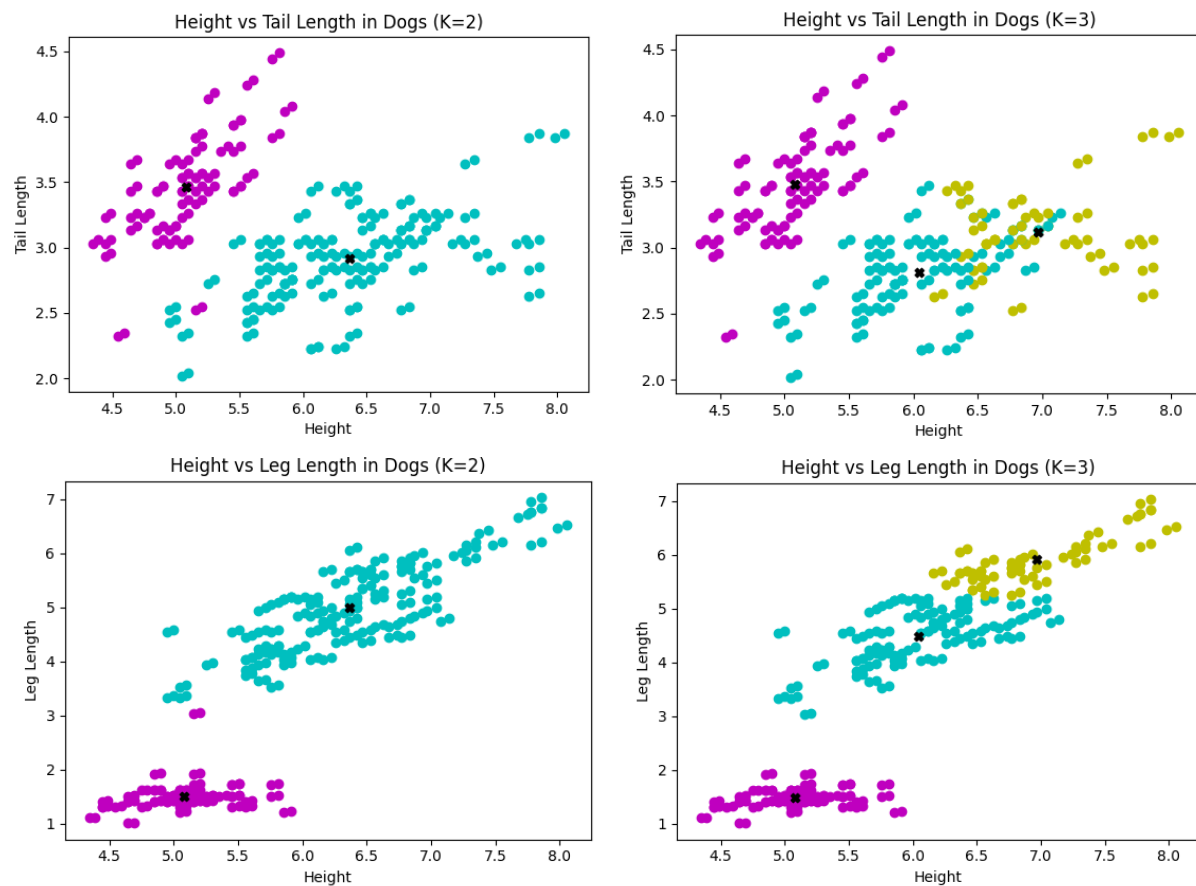 Height vs Tail Length in Dogs (K=2)
4.5
4.0
3.5
3.0
2.5
2.0
Tail Length
4.5 5.0 5.5 6.0 6.5 7.0 7.5 8.0
Height
Height vs Tail Length in Dogs (K=3)
4.5
4.0
3.5
3.0
2.5
2.0
Tail Length
4.5 5.0 5.5 6.0 6.5 7.0 7.5 8.0
Height
Height vs Leg Length in Dogs (K=2)
7
6
5
4
3
2
1
Leg Length
4.5 5.0 5.5 6.0 6.5 7.0 7.5 8.0
Height
Height vs Leg Length in Dogs (K=3)
7
6
5
4
3
2
1
Leg Length
4.5 5.0 5.5 6.0 6.5 7.0 7.5 8.0
Height